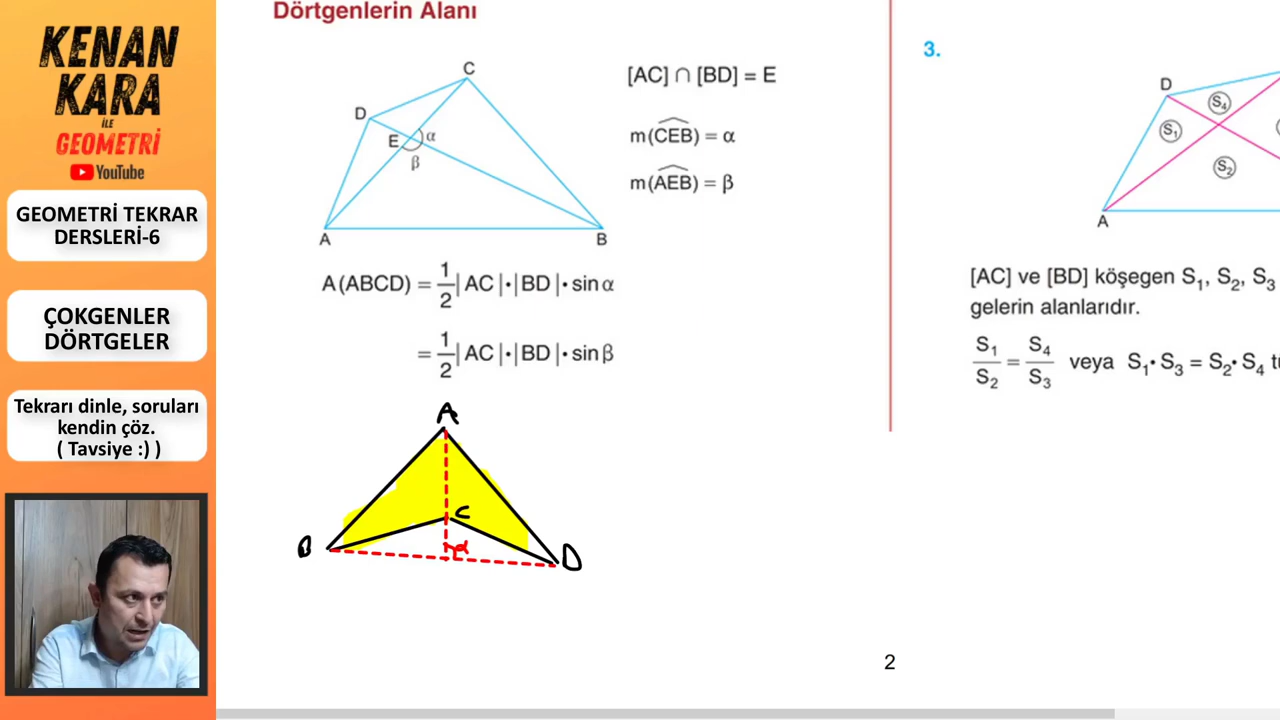 KENAN
KARA
İLE
GEOMETRİ
YouTube
GEOMETRİ TEKRAR
DERSLERİ-6
ÇOKGENLER
DÖRTGELER
Tekrarı dinle, soruları
kendin çöz.
( Tavsiye :) )
Dörtgenlerin Alanı
C
D
E
α
β
A
B
[AC] ∩ [BD] = E
m(CEB) = α
m(AEB) = β
A(ABCD) = 1/2 |AC|·|BD|·sin α
= 1/2 |AC|·|BD|·sin β
A
C
B
D
α
3.
D
S₄
S₁
S₂
A
[AC] ve [BD] köşegen S₁, S₂, S₃
gelerin alanlarıdır.
S₁/S₂ = S₄/S₃ veya S₁·S₃ = S₂·S₄
2